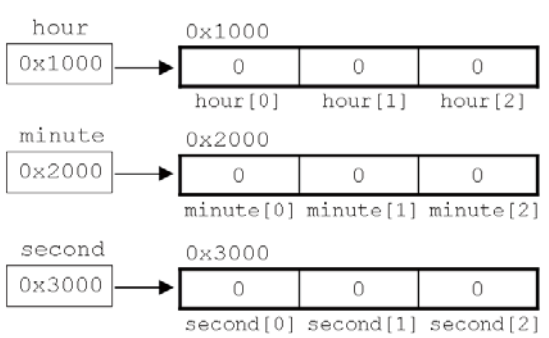 hour
0x1000
0x1000
0 0 0
hour[0] hour[1] hour[2]
minute
0x2000
0x2000
0 0 0
minute[0] minute[1] minute[2]
second
0x3000
0x3000
0 0 0
second[0] second[1] second[2]